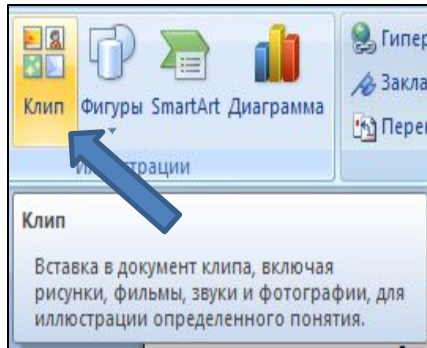 Клип Фигуры SmartArt Диаграмма
Гипер
Закла
Перек
Клип
Вставка в документ клипа, включая
рисунки, фильмы, звуки и фотографии, для
иллюстрации определенного понятия.